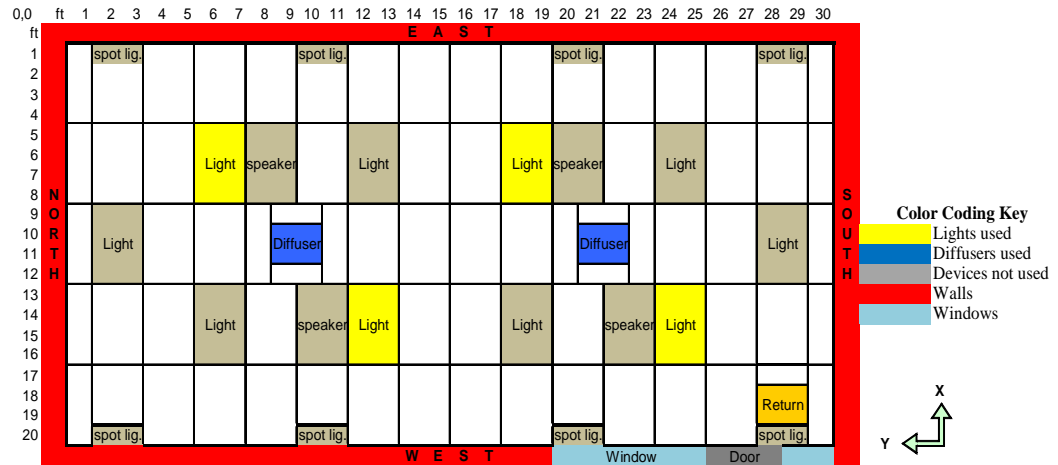 0,0 ft 1 2 3 4 5 6 7 8 9 10 11 12 13 14 15 16 17 18 19 20 21 22 23 24 25 26 27 28 29 30
ft E A S T
1 spot lig. spot lig. spot lig. spot lig.
2
3
4
5
6 Light speaker Light Light speaker Light
7
8 N S
9 O O Color Coding Key
10 R U Lights used
Light Diffuser Diffuser Light
11 T T Diffusers used
12 H H Devices not used
13 Walls
14 Light speaker Light Light speaker Light Windows
15
16
17
18 X
Return
19
20 spot lig. spot lig. spot lig. spot lig. Y
W E S T Window Door